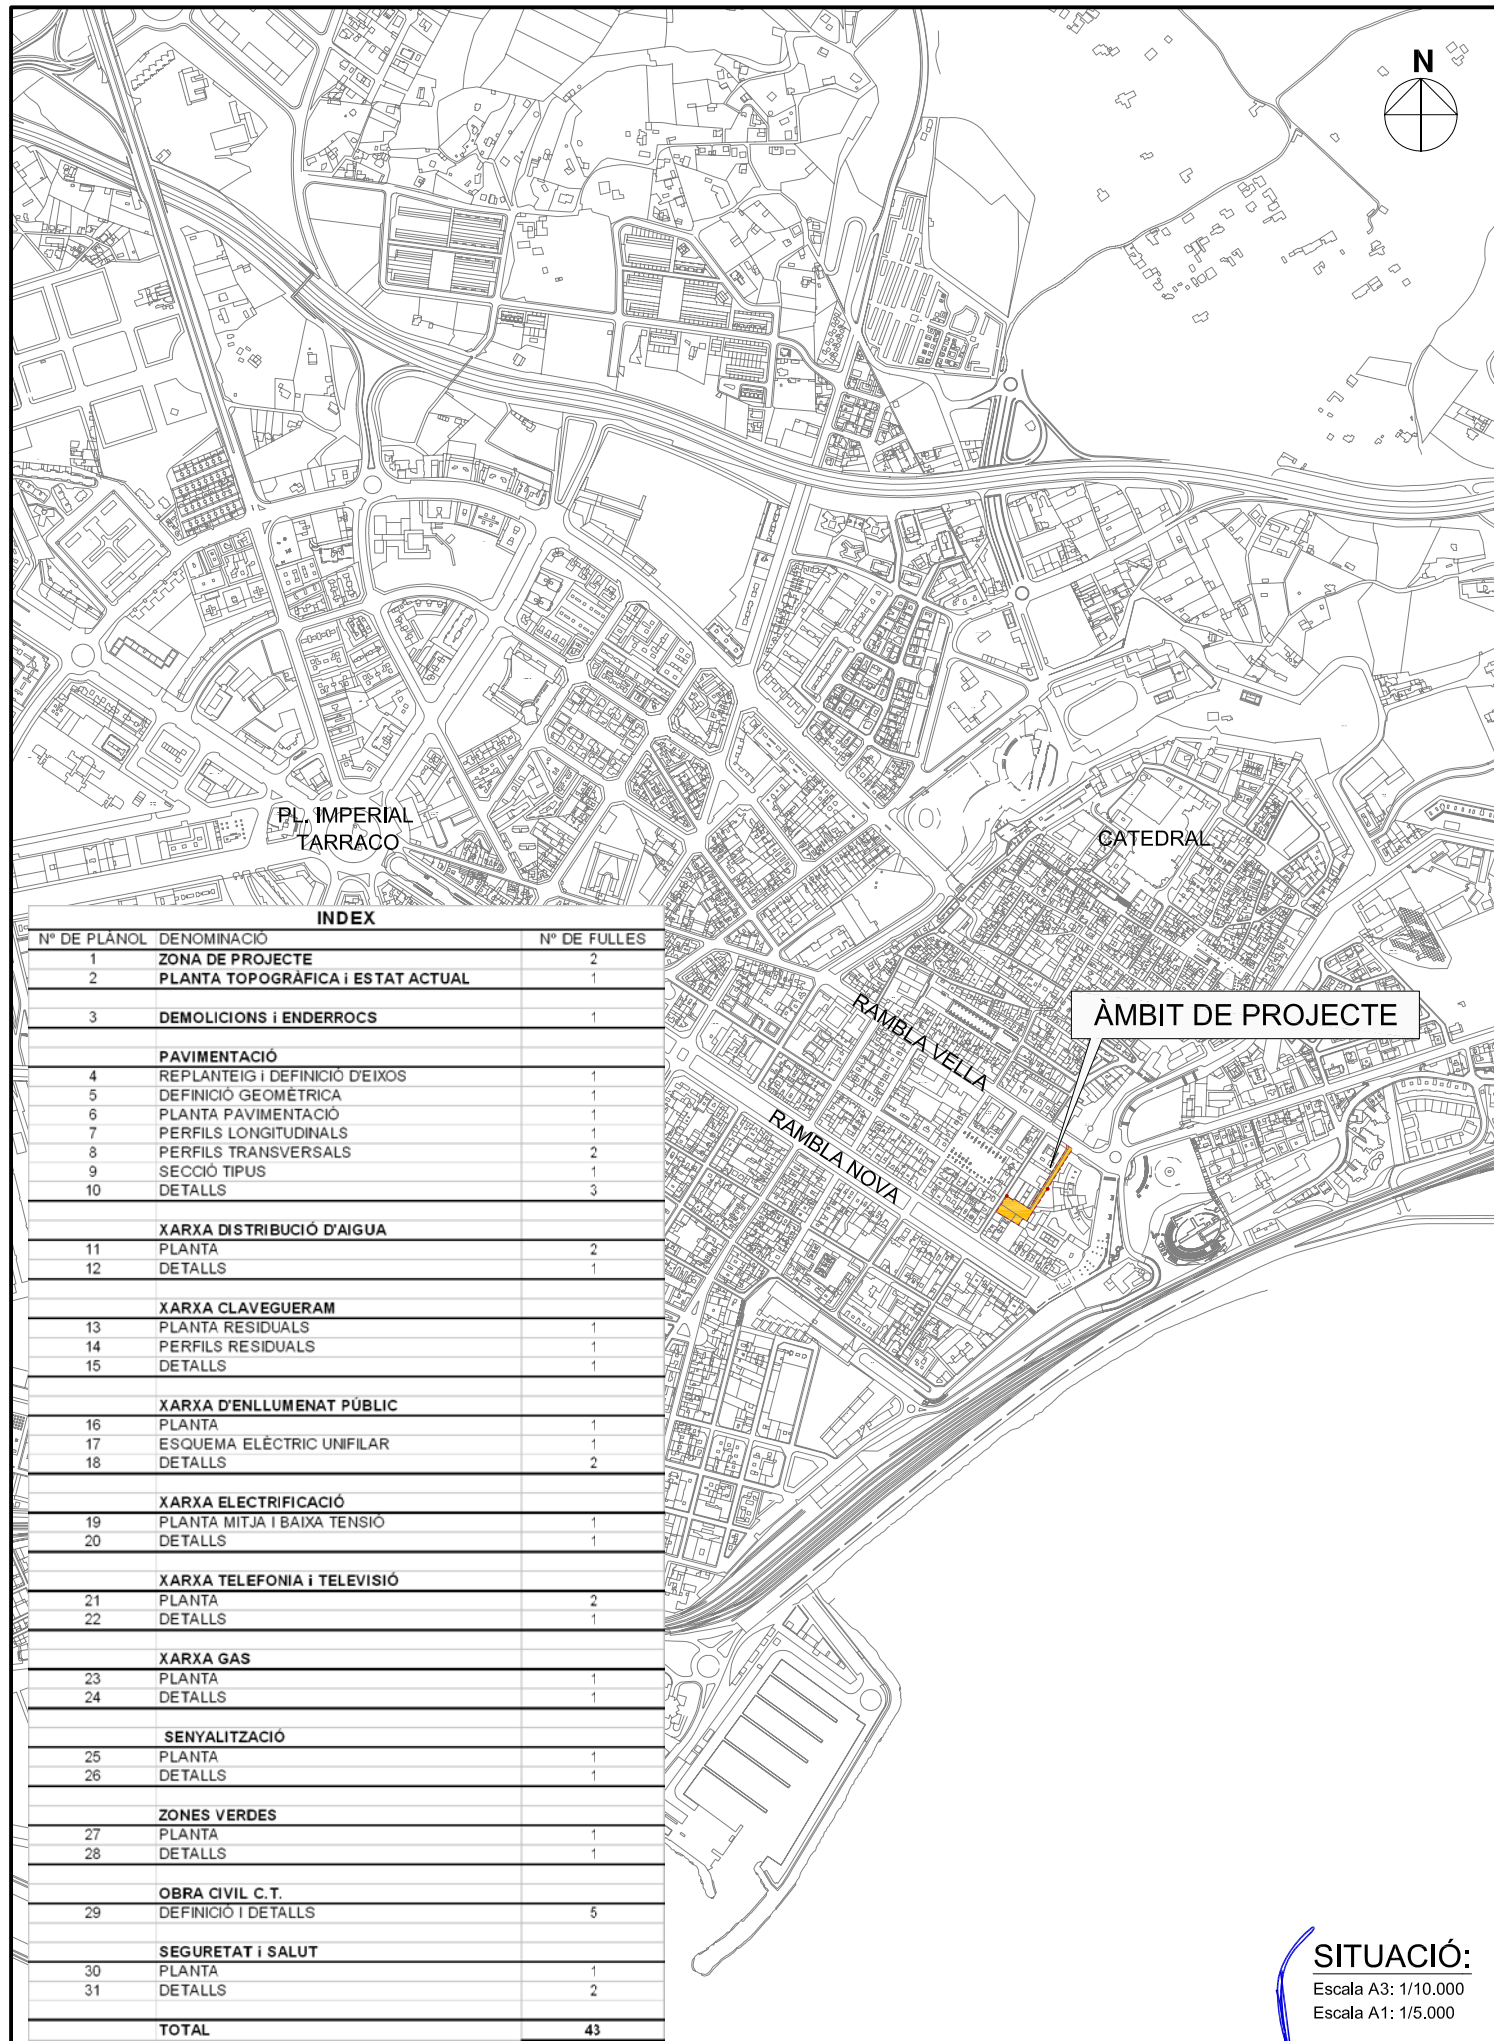 N
PL. IMPERIAL
TARRACO
CATEDRAL
RAMBLA VELLA
ÀMBIT DE PROJECTE
RAMBLA NOVA
INDEX
Nº DE PLÀNOL DENOMINACIÓ Nº DE FULLES
1 ZONA DE PROJECTE 2
2 PLANTA TOPOGRÀFICA i ESTAT ACTUAL 1
3 DEMOLICIONS i ENDERROCS 1
PAVIMENTACIÓ
4 REPLANTEIG i DEFINICIÓ D'EIXOS 1
5 DEFINICIÓ GEOMÈTRICA 1
6 PLANTA PAVIMENTACIÓ 1
7 PERFILS LONGITUDINALS 1
8 PERFILS TRANSVERSALS 2
9 SECCIÓ TIPUS 1
10 DETALLS 3
XARXA DISTRIBUCIÓ D'AIGUA
11 PLANTA 2
12 DETALLS 1
XARXA CLAVEGUERAM
13 PLANTA RESIDUALS 1
14 PERFILS RESIDUALS 1
15 DETALLS 1
XARXA D'ENLLUMENAT PÚBLIC
16 PLANTA 1
17 ESQUEMA ELÈCTRIC UNIFILAR 1
18 DETALLS 2
XARXA ELECTRIFICACIÓ
19 PLANTA MITJA I BAIXA TENSIÓ 1
20 DETALLS 1
XARXA TELEFONIA i TELEVISIÓ
21 PLANTA 2
22 DETALLS 1
XARXA GAS
23 PLANTA 1
24 DETALLS 1
SENYALITZACIÓ
25 PLANTA 1
26 DETALLS 1
ZONES VERDES
27 PLANTA 1
28 DETALLS 1
OBRA CIVIL C.T.
29 DEFINICIÓ I DETALLS 5
SEGURETAT i SALUT
30 PLANTA 1
31 DETALLS 2
TOTAL 43
SITUACIÓ:
Escala A3: 1/10.000
Escala A1: 1/5.000